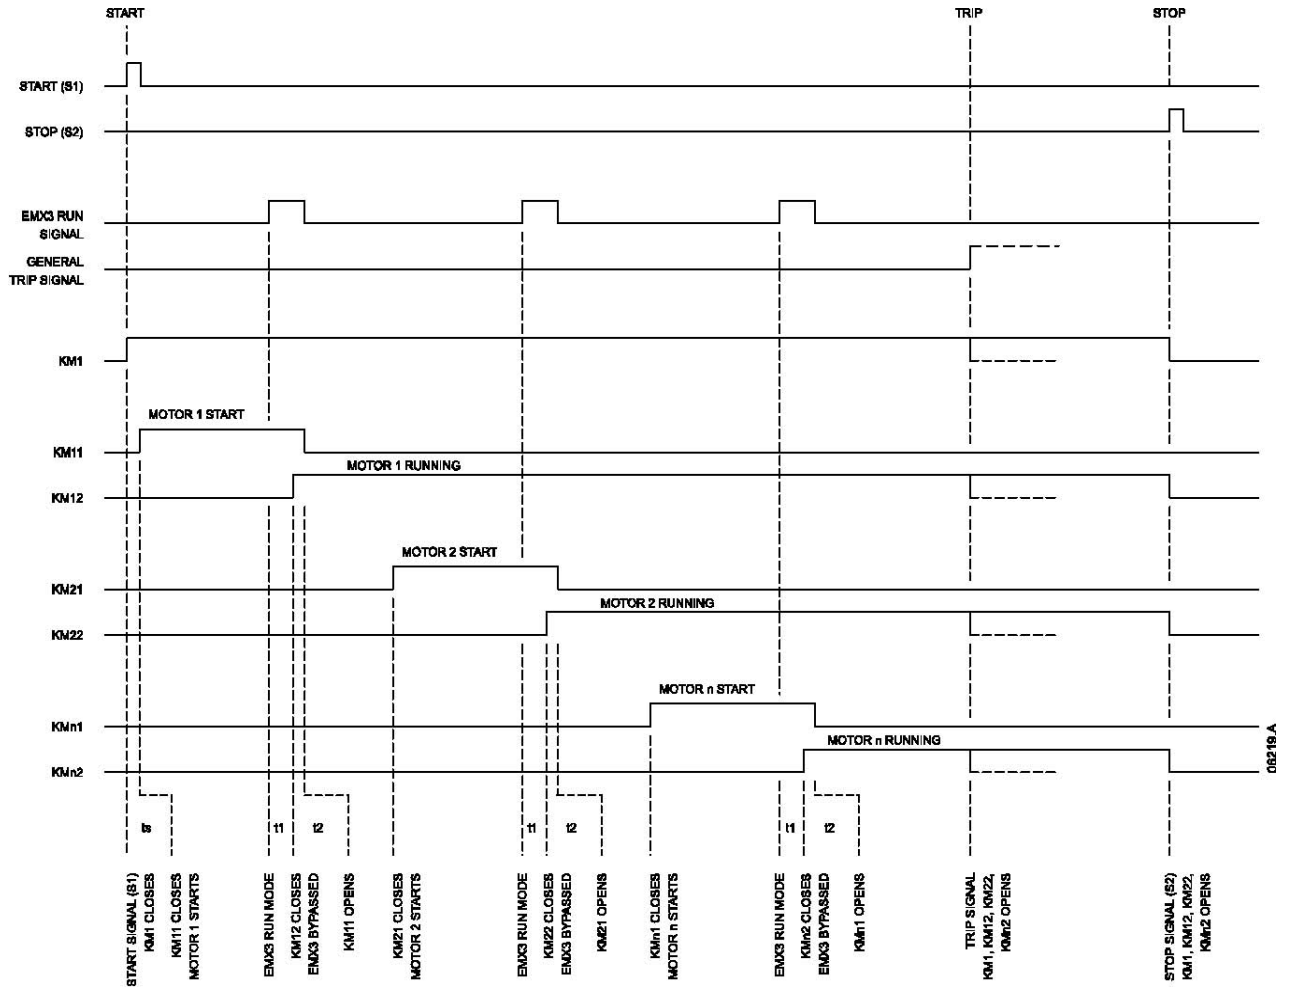 START
TRIP
STOP
START (S1)
STOP (S2)
EMX3 RUN
SIGNAL
GENERAL
TRIP SIGNAL
KM1
MOTOR 1 START
KM11
MOTOR 1 RUNNING
KM12
MOTOR 2 START
KM21
MOTOR 2 RUNNING
KM22
MOTOR n START
KMn1
MOTOR n RUNNING
KMn2
06219.A
ts
t1
t2
t1
t2
t1
t2
START SIGNAL (S1)
KM1 CLOSES
KM11 CLOSES
MOTOR 1 STARTS
EMX3 RUN MODE
KM12 CLOSES
EMX3 BYPASSED
KM11 OPENS
KM21 CLOSES
MOTOR 2 STARTS
EMX3 RUN MODE
KM22 CLOSES
EMX3 BYPASSED
KM21 OPENS
KMn1 CLOSES
MOTOR n STARTS
EMX3 RUN MODE
KMn2 CLOSES
EMX3 BYPASSED
KMn1 OPENS
TRIP SIGNAL
KM1, KM12, KM22,
KMn2 OPENS
STOP SIGNAL (S2)
KM1, KM12, KM22,
KMn2 OPENS